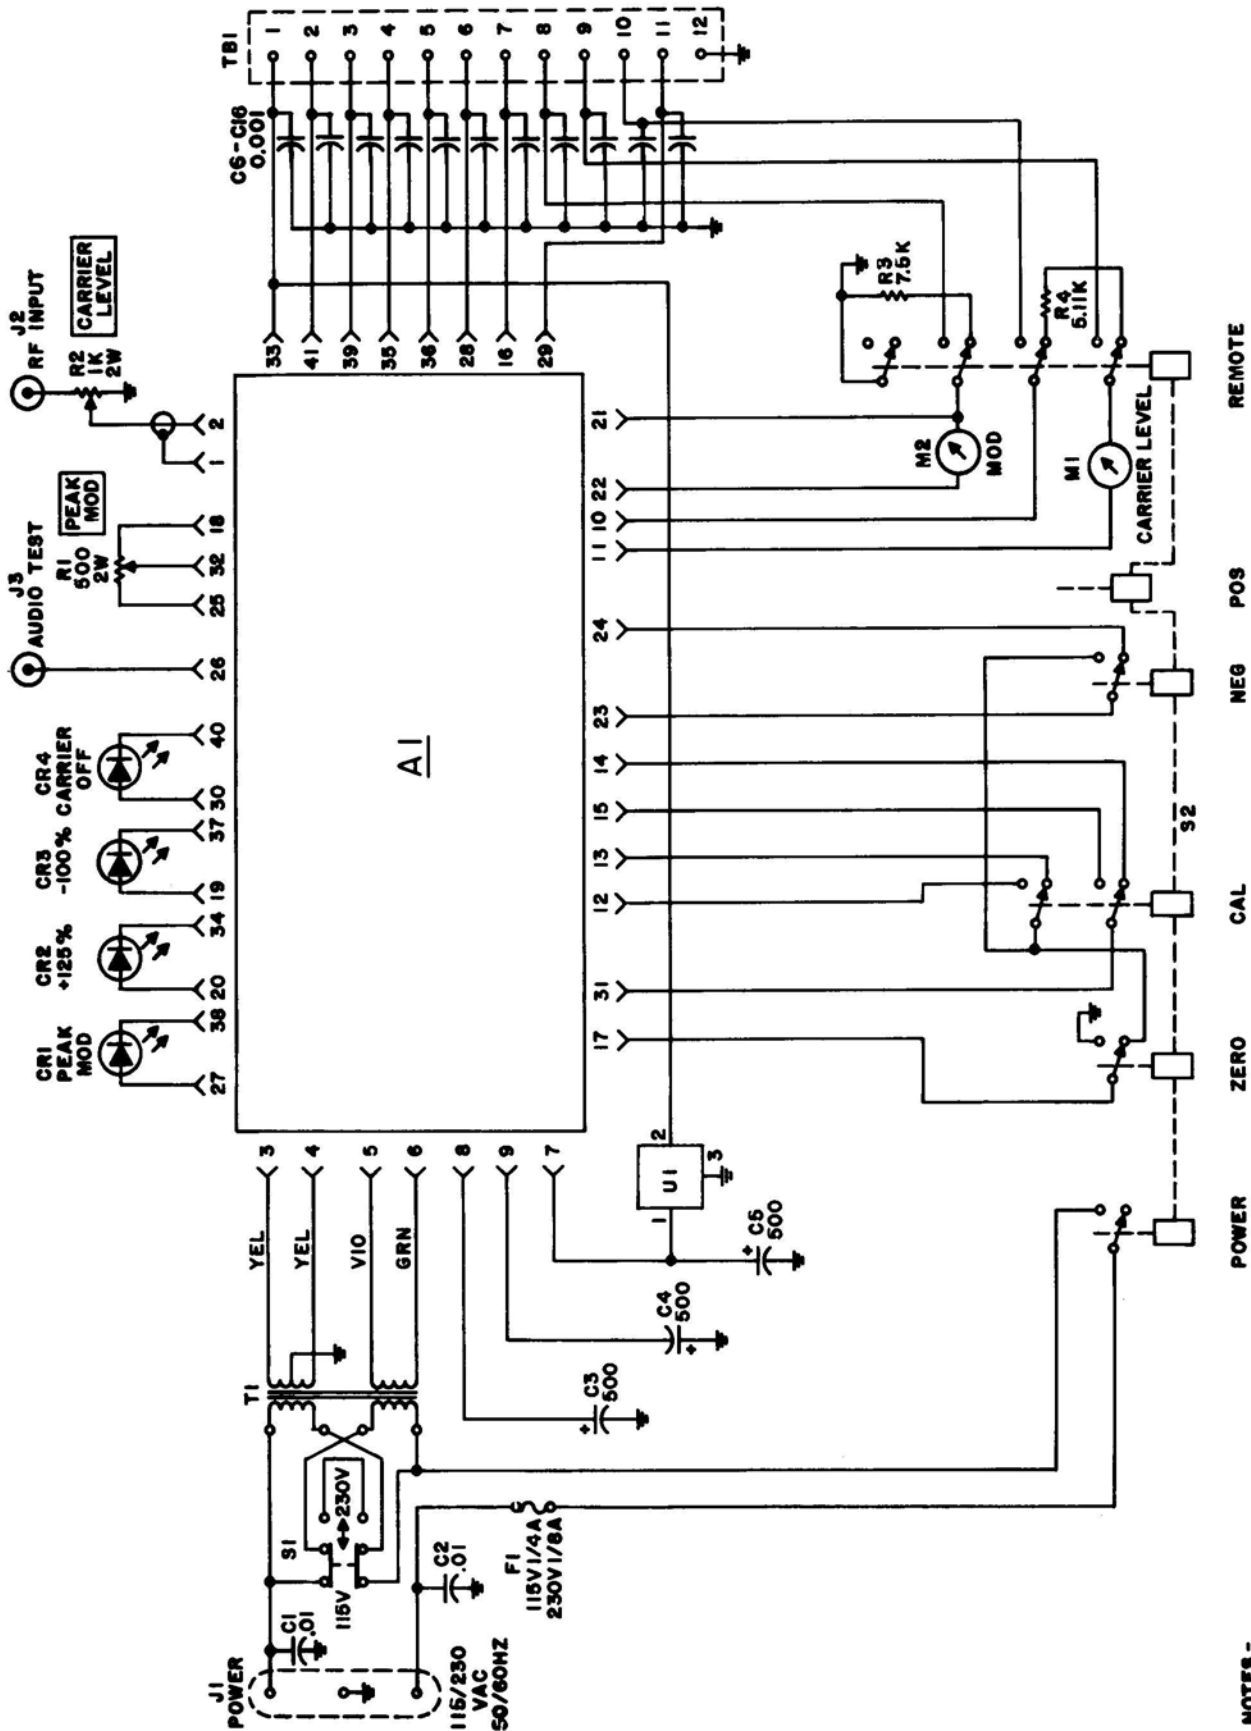 J1
POWER
115/230
VAC
50/60HZ
C1
.01
115V
S1
230V
C2
.01
F1
115V1/4A
230V1/8A
T1
YEL
YEL
VIO
GRN
3
4
5
6
8
9
7
C3
500
C4
500
C5
500
U1
1
2
3
CR1
PEAK
MOD
27
38
CR2
+125%
20
34
CR3
-100%
19
37
CR4
CARRIER
OFF
30
40
J3
AUDIO TEST
26
R1
500
2W
PEAK
MOD
25
32
18
J2
RF INPUT
R2
1K
2W
CARRIER
LEVEL
1
2
A1
33
41
39
35
36
28
16
29
C6-C16
0.001
TB1
1
2
3
4
5
6
7
8
9
10
11
12
17
31
12
13
15
14
23
24
11
10
22
21
M2
MOD
M1
CARRIER LEVEL
R3
7.5K
R4
5.11K
S2
POWER
ZERO
CAL
NEG
POS
REMOTE
NOTES-